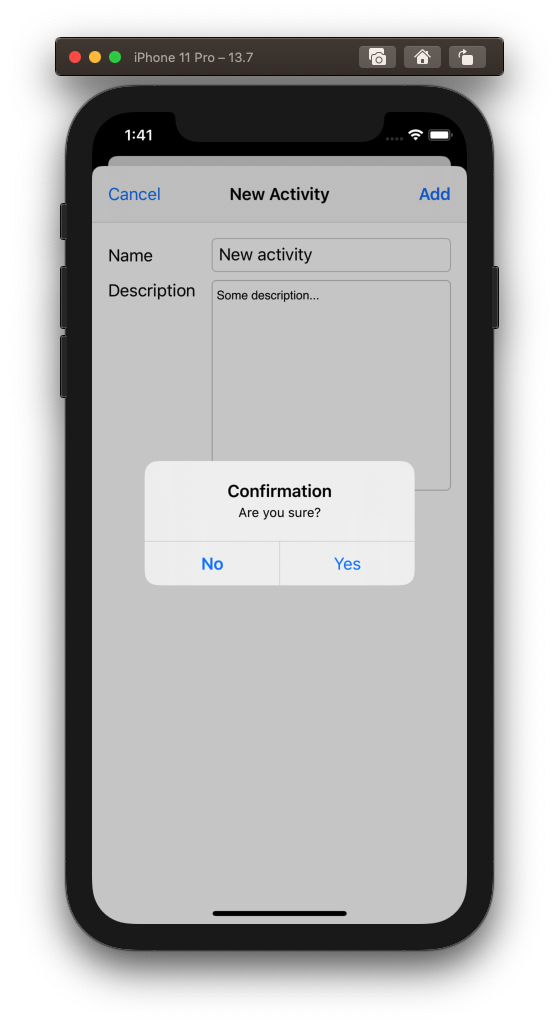 iPhone 11 Pro – 13.7
1:41
Cancel New Activity Add
Name New activity
Description Some description...
Confirmation
Are you sure?
No Yes